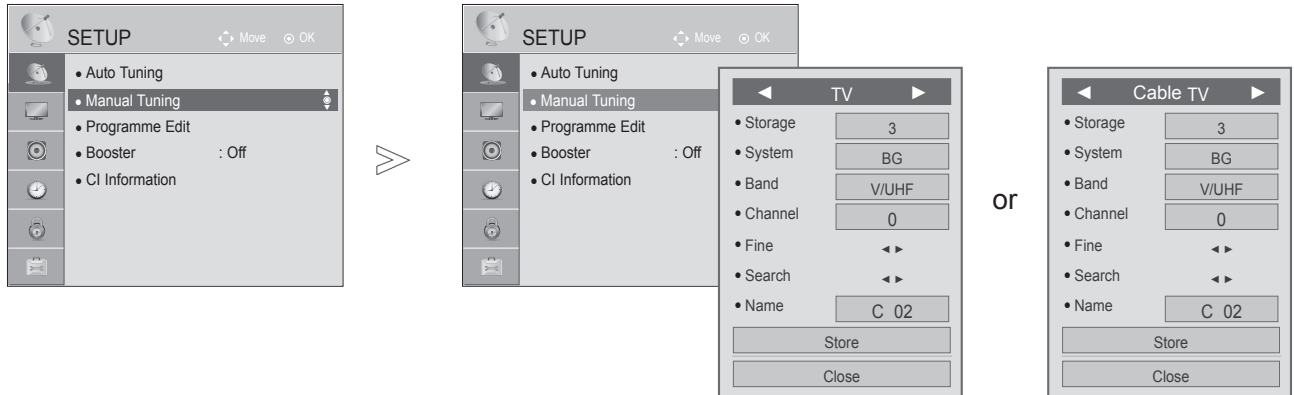 SETUP
Move OK
• Auto Tuning
• Manual Tuning
• Programme Edit
• Booster : Off
• CI Information
SETUP
Move OK
• Auto Tuning
• Manual Tuning
• Programme Edit
• Booster : Off
• CI Information
◄ TV ►
• Storage 3
• System BG
• Band V/UHF
• Channel 0
• Fine ◄ ►
• Search ◄ ►
• Name C 02
Store
Close
or
◄ Cable TV ►
• Storage 3
• System BG
• Band V/UHF
• Channel 0
• Fine ◄ ►
• Search ◄ ►
• Name C 02
Store
Close